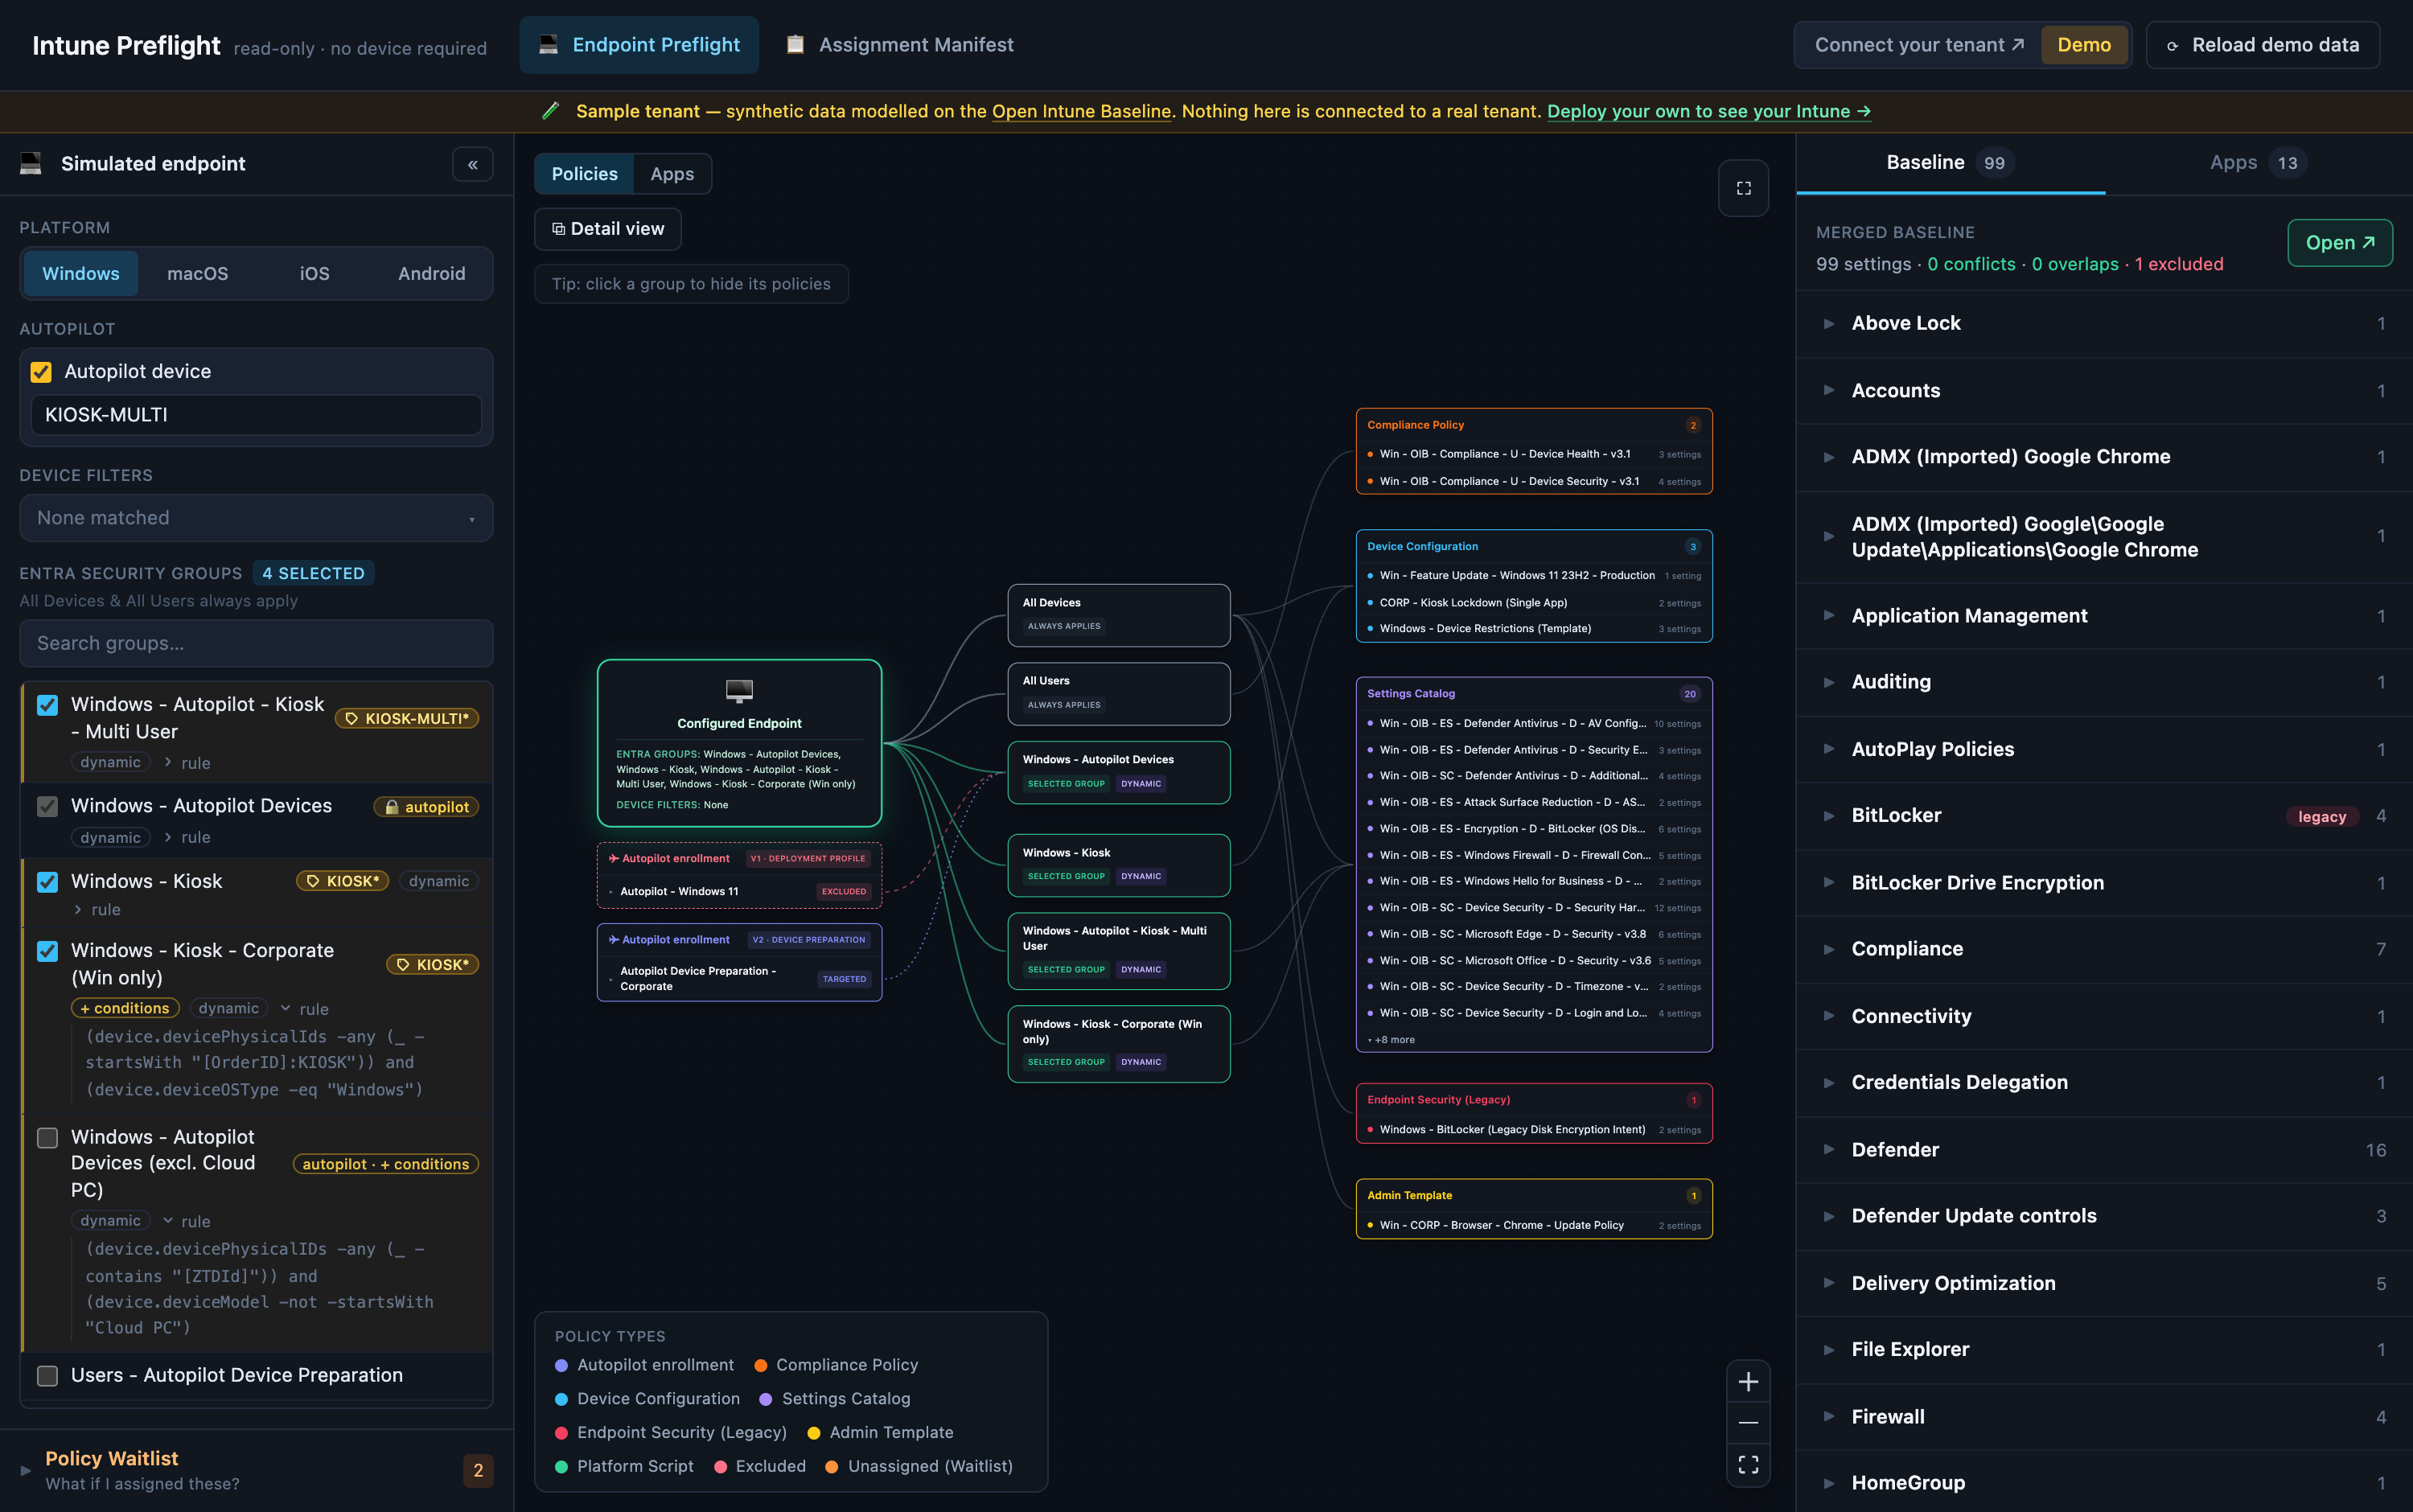 Intune Preflight read-only · no device required
Endpoint Preflight
Assignment Manifest
Connect your tenant ↗ Demo
Reload demo data
Sample tenant — synthetic data modelled on the Open Intune Baseline. Nothing here is connected to a real tenant. Deploy your own to see your Intune →
Simulated endpoint
«
PLATFORM
Windows macOS iOS Android
AUTOPILOT
Autopilot device
KIOSK-MULTI
DEVICE FILTERS
None matched
ENTRA SECURITY GROUPS 4 SELECTED
All Devices & All Users always apply
Search groups...
Windows - Autopilot - Kiosk
- Multi User
KIOSK-MULTI*
dynamic rule
Windows - Autopilot Devices autopilot
dynamic rule
Windows - Kiosk KIOSK* dynamic
rule
Windows - Kiosk - Corporate
(Win only)
KIOSK*
+ conditions dynamic rule
(device.devicePhysicalIds -any (_ -
startsWith "[OrderID]:KIOSK")) and
(device.deviceOSType -eq "Windows")
Windows - Autopilot
Devices (excl. Cloud
PC)
autopilot · + conditions
dynamic rule
(device.devicePhysicalIDs -any (_ -
contains "[ZTDId]")) and
(device.deviceModel -not -startsWith
"Cloud PC")
Users - Autopilot Device Preparation
Policy Waitlist
What if I assigned these?
2
Policies Apps
Detail view
Tip: click a group to hide its policies
Configured Endpoint
ENTRA GROUPS: Windows - Autopilot Devices,
Windows - Kiosk, Windows - Autopilot - Kiosk -
Multi User, Windows - Kiosk - Corporate (Win only)
DEVICE FILTERS: None
Autopilot enrollment V1 · DEPLOYMENT PROFILE
Autopilot - Windows 11 EXCLUDED
Autopilot enrollment V2 · DEVICE PREPARATION
Autopilot Device Preparation -
Corporate
TARGETED
All Devices
ALWAYS APPLIES
All Users
ALWAYS APPLIES
Windows - Autopilot Devices
SELECTED GROUP DYNAMIC
Windows - Kiosk
SELECTED GROUP DYNAMIC
Windows - Autopilot - Kiosk - Multi
User
SELECTED GROUP DYNAMIC
Windows - Kiosk - Corporate (Win
only)
SELECTED GROUP DYNAMIC
Compliance Policy 2
Win - OIB - Compliance - U - Device Health - v3.1 3 settings
Win - OIB - Compliance - U - Device Security - v3.1 4 settings
Device Configuration 3
Win - Feature Update - Windows 11 23H2 - Production 1 setting
CORP - Kiosk Lockdown (Single App) 2 settings
Windows - Device Restrictions (Template) 3 settings
Settings Catalog 20
Win - OIB - ES - Defender Antivirus - D - AV Config... 10 settings
Win - OIB - ES - Defender Antivirus - D - Security E... 3 settings
Win - OIB - SC - Defender Antivirus - D - Additional... 4 settings
Win - OIB - ES - Attack Surface Reduction - D - AS... 2 settings
Win - OIB - ES - Encryption - D - BitLocker (OS Dis... 6 settings
Win - OIB - ES - Windows Firewall - D - Firewall Con... 5 settings
Win - OIB - ES - Windows Hello for Business - D - ... 2 settings
Win - OIB - SC - Device Security - D - Security Har... 12 settings
Win - OIB - SC - Microsoft Edge - D - Security - v3.8 6 settings
Win - OIB - SC - Microsoft Office - D - Security - v3.6 5 settings
Win - OIB - SC - Device Security - D - Timezone - v... 2 settings
Win - OIB - SC - Device Security - D - Login and Lo... 4 settings
+8 more
Endpoint Security (Legacy) 1
Windows - BitLocker (Legacy Disk Encryption Intent) 2 settings
Admin Template 1
Win - CORP - Browser - Chrome - Update Policy 2 settings
POLICY TYPES
Autopilot enrollment Compliance Policy
Device Configuration Settings Catalog
Endpoint Security (Legacy) Admin Template
Platform Script Excluded Unassigned (Waitlist)
Baseline 99 Apps 13
MERGED BASELINE
99 settings · 0 conflicts · 0 overlaps · 1 excluded
Open ↗
Above Lock 1
Accounts 1
ADMX (Imported) Google Chrome 1
ADMX (Imported) Google\Google
Update\Applications\Google Chrome
1
Application Management 1
Auditing 1
AutoPlay Policies 1
BitLocker legacy 4
BitLocker Drive Encryption 1
Compliance 7
Connectivity 1
Credentials Delegation 1
Defender 16
Defender Update controls 3
Delivery Optimization 5
File Explorer 1
Firewall 4
HomeGroup 1